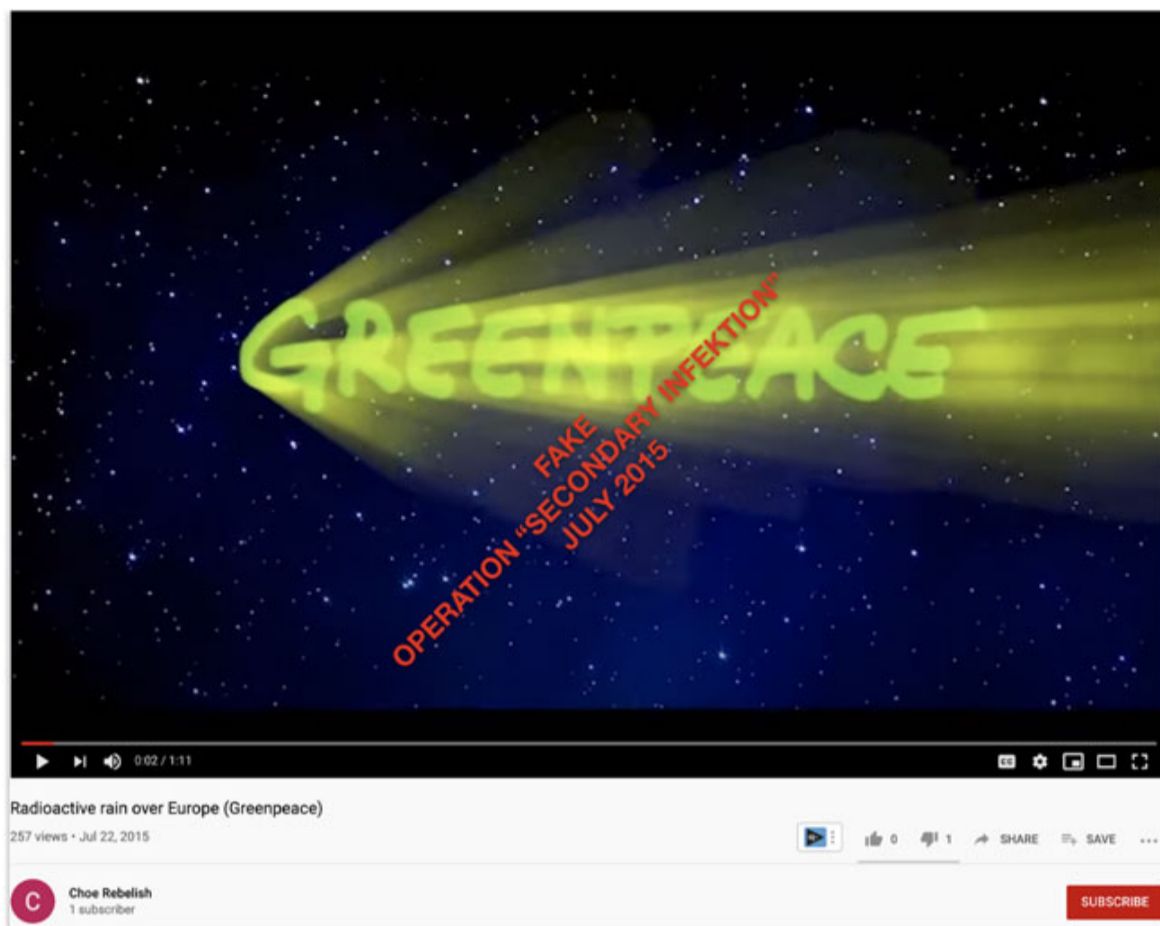 GREENPEACE
FAKE
OPERATION “SECONDARY INFEKTION”
JULY 2015
0:02 / 1:11
CC
Radioactive rain over Europe (Greenpeace)
257 views • Jul 22, 2015
0
1
SHARE
SAVE
C
Choe Rebelish
1 subscriber
SUBSCRIBE